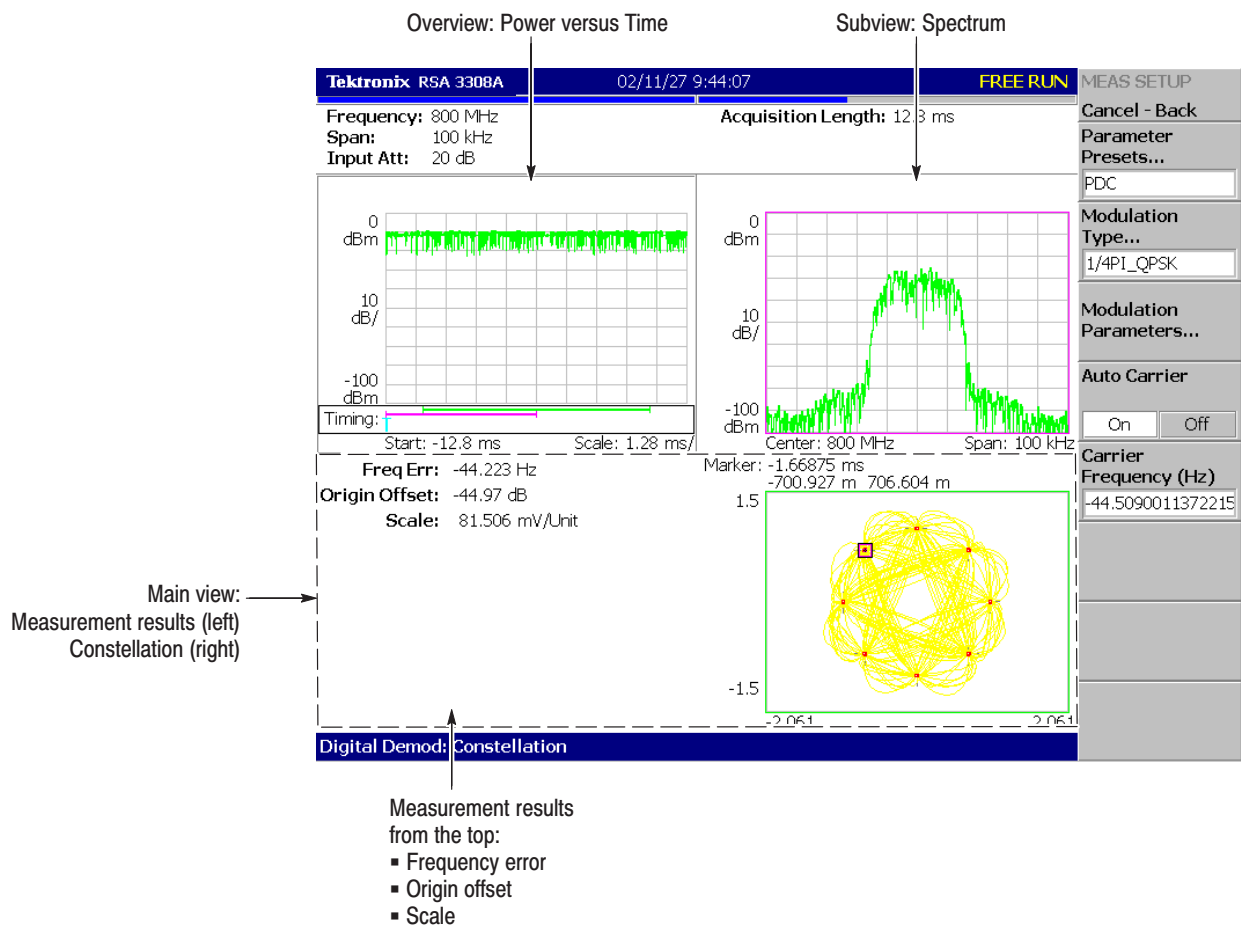 Overview: Power versus Time
Subview: Spectrum
Tektronix RSA 3308A 02/11/27 9:44:07 FREE RUN
MEAS SETUP
Cancel - Back
Frequency: 800 MHz
Acquisition Length: 12.8 ms
Span: 100 kHz
Input Att: 20 dB
Parameter
Presets...
PDC
Modulation
Type...
1/4PI_QPSK
Modulation
Parameters...
Auto Carrier
On Off
Carrier
Frequency (Hz)
-44.5090011372215
0
dBm
10
dB/
-100
dBm
Timing:
Start: -12.8 ms Scale: 1.28 ms/
0
dBm
10
dB/
-100
dBm
Center: 800 MHz Span: 100 kHz
Freq Err: -44.223 Hz
Origin Offset: -44.97 dB
Scale: 81.506 mV/Unit
Marker: -1.66875 ms
-700.927 m 706.604 m
1.5
-1.5
-2.061 2.061
Main view:
Measurement results (left)
Constellation (right)
Digital Demod: Constellation
Measurement results
from the top:
▪ Frequency error
▪ Origin offset
▪ Scale